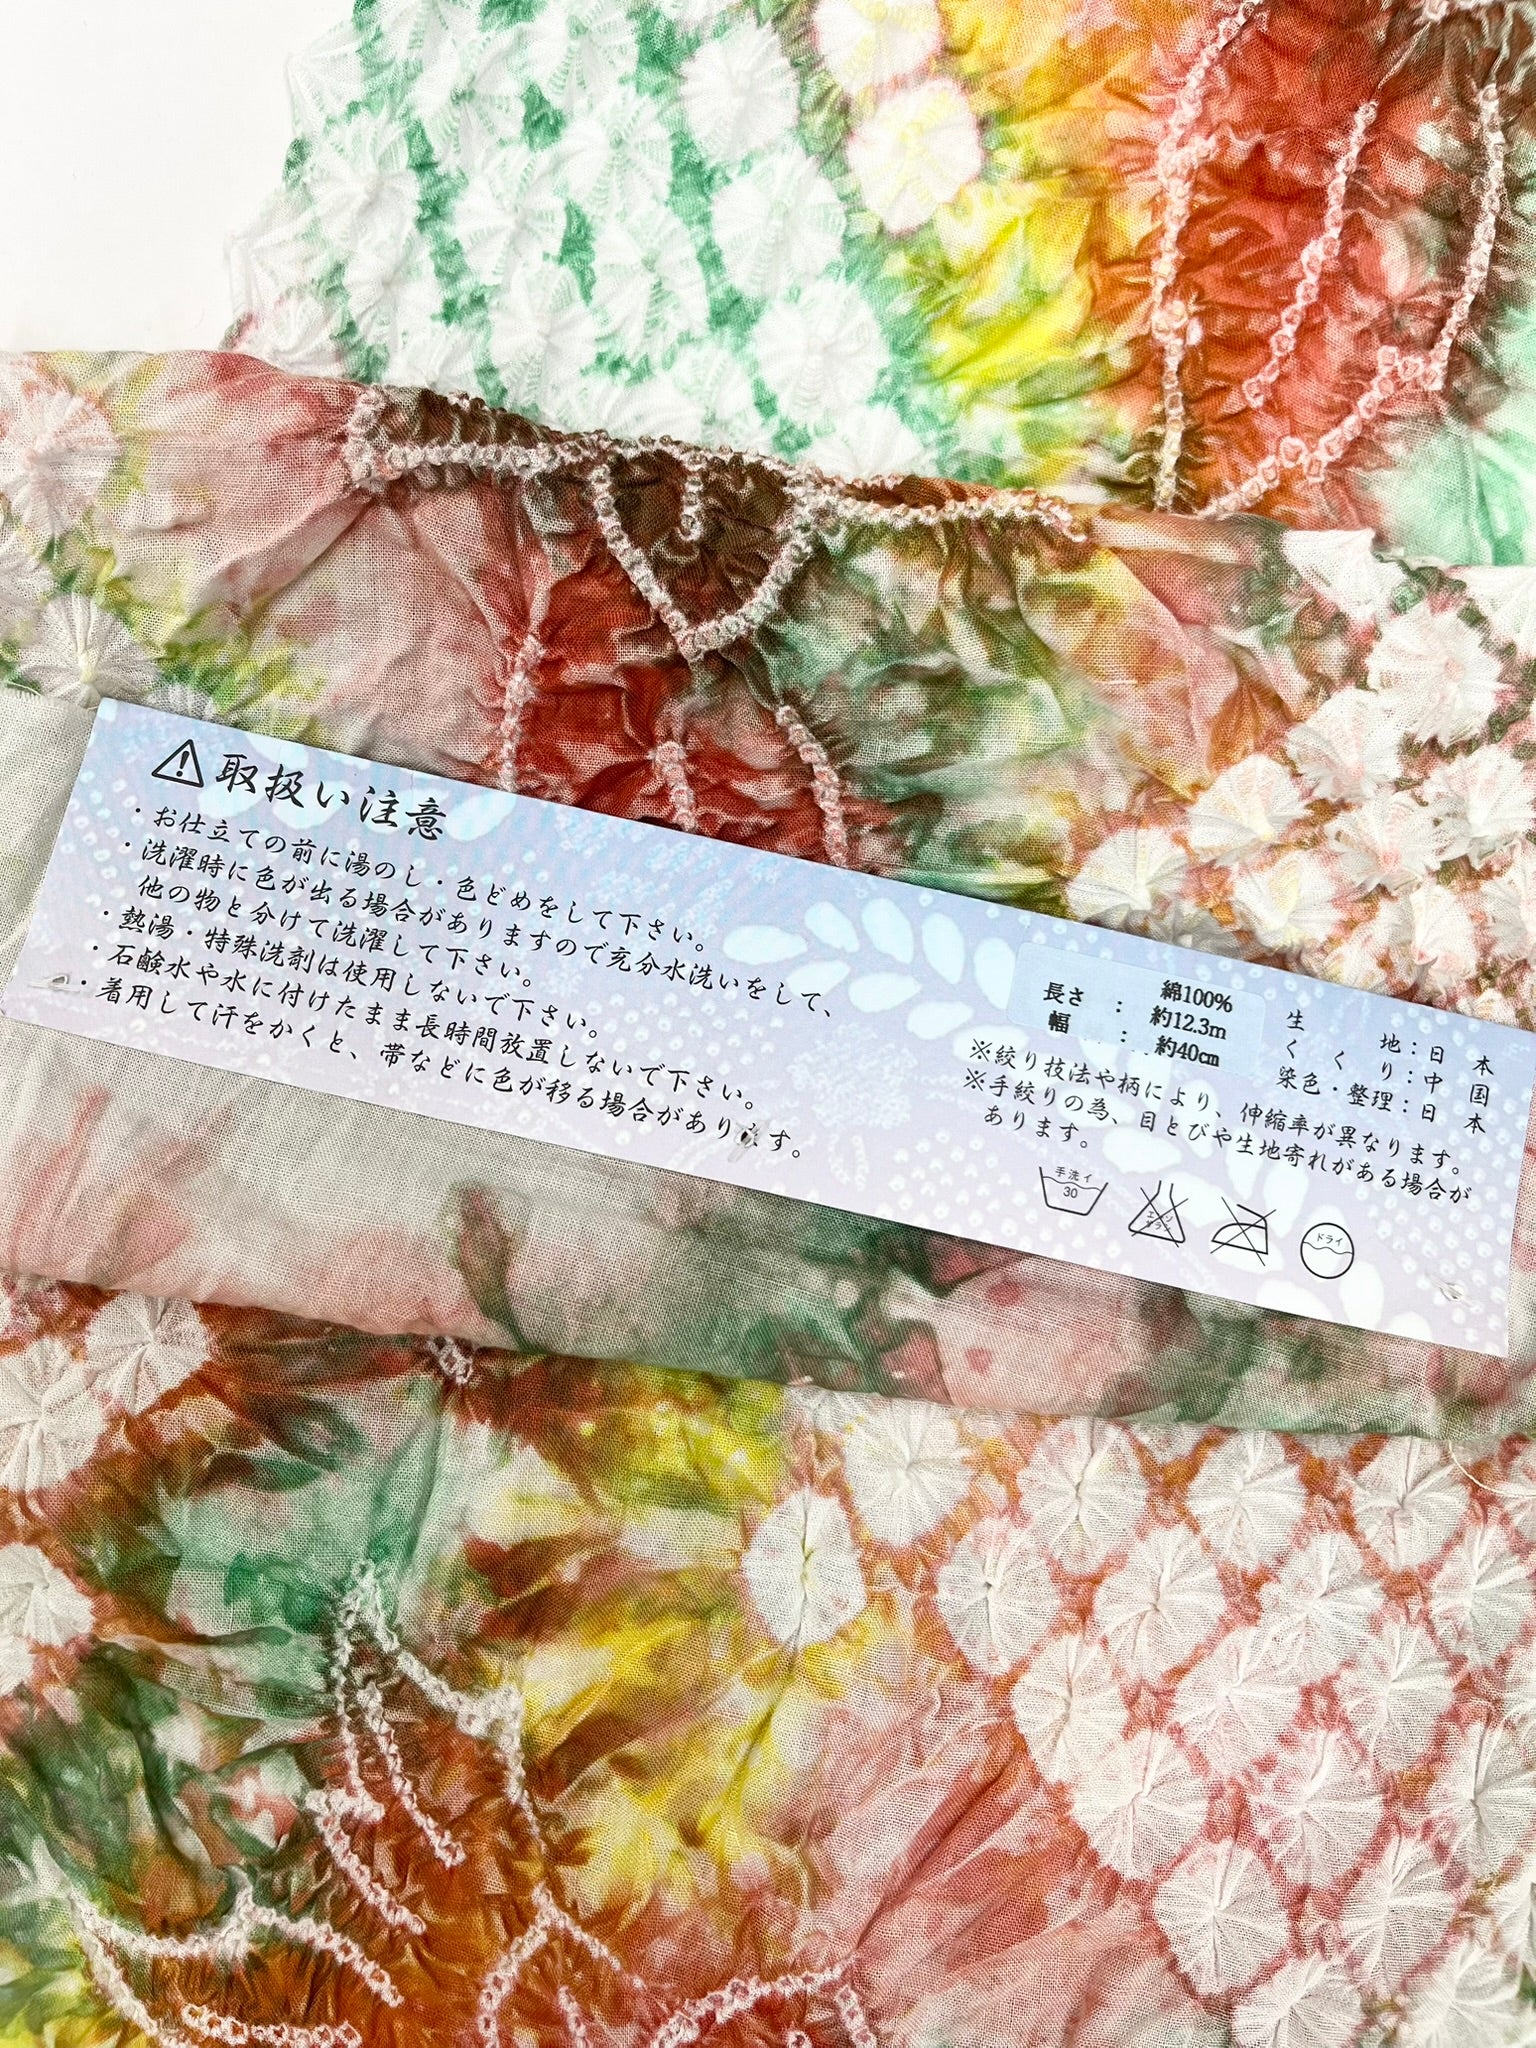 ⚠取扱い注意
・お仕立ての前に湯のし・色どめをして下さい。
・洗濯時に色が出る場合がありますので充分水洗いをして、
他の物と分けて洗濯して下さい。
・熱湯・特殊洗剤は使用しないで下さい。
・石鹸水や水に付けたまま長時間放置しないで下さい。
・着用して汗をかくと、帯などに色が移る場合があります。
綿100%
長さ : 約12.3m
幅 : 約40cm
生地:日本
くくり:中国
染色・整理:日本
※絞り技法や柄により、伸縮率が異なります。
※手絞りの為、目とびや生地寄れがある場合が
あります。
手洗イ
30
エンソ
サラシ
ドライ